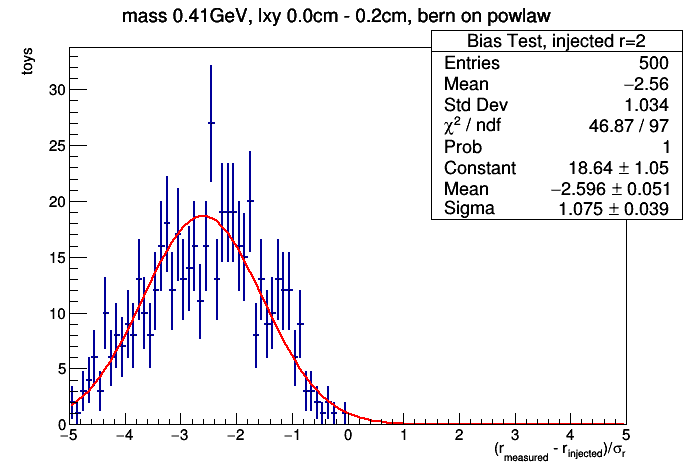 mass 0.41GeV, lxy 0.0cm - 0.2cm, bern on powlaw
Bias Test, injected r=2
Entries 500
Mean −2.56
Std Dev 1.034
χ² / ndf 46.87 / 97
Prob 1
Constant 18.64 ± 1.05
Mean −2.596 ± 0.051
Sigma 1.075 ± 0.039
toys
30
25
20
15
10
5
0
−5 −4 −3 −2 −1 0 1 2 3 4 5
(r_measured - r_injected)/σ_r